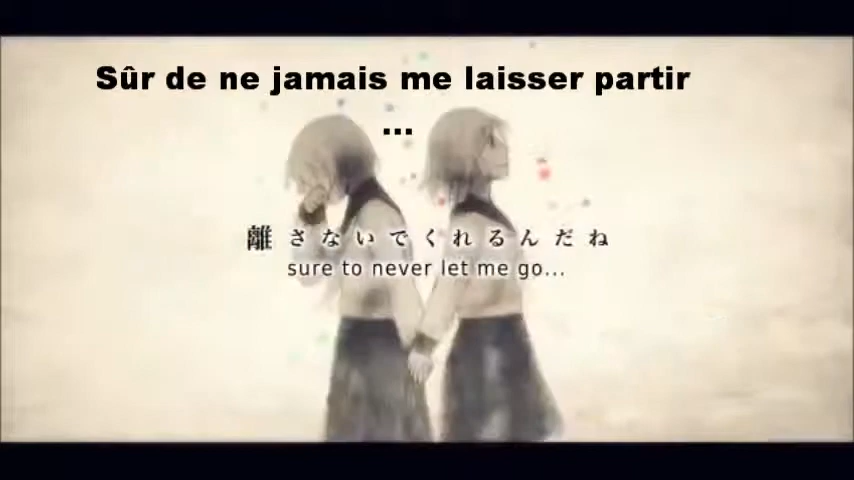 Sûr de ne jamais me laisser partir
...
離さないでくれるんだね
sure to never let me go...